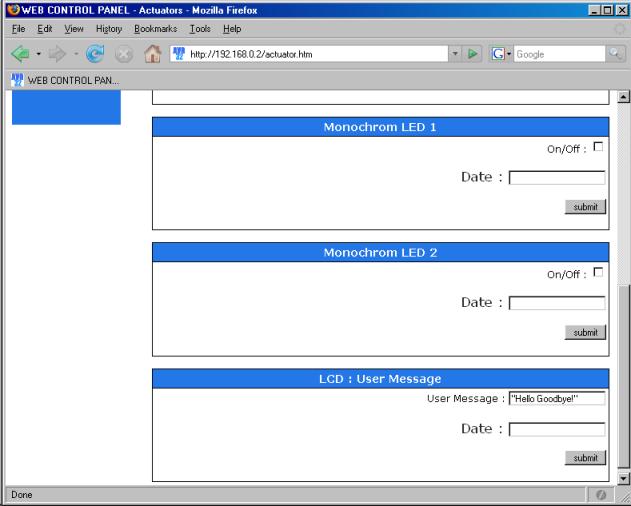 WEB CONTROL PANEL - Actuators - Mozilla Firefox
File Edit View History Bookmarks Tools Help
http://192.168.0.2/actuator.htm
G Google
WEB CONTROL PAN...
Monochrom LED 1
On/Off :
Date :
submit
Monochrom LED 2
On/Off :
Date :
submit
LCD : User Message
User Message : "Hello Goodbye!"
Date :
submit
Done